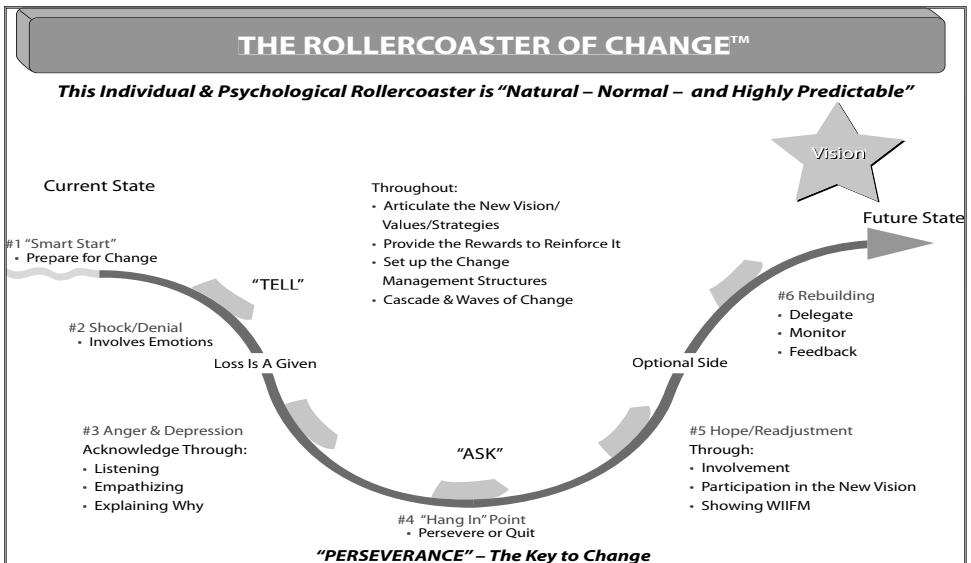 THE ROLLERCOASTER OF CHANGE™
This Individual & Psychological Rollercoaster is “Natural – Normal – and Highly Predictable”
Vision
Current State
Future State
#1 “Smart Start”
• Prepare for Change
“TELL”
Throughout:
• Articulate the New Vision/
Values/Strategies
• Provide the Rewards to Reinforce It
• Set up the Change
Management Structures
• Cascade & Waves of Change
#2 Shock/Denial
• Involves Emotions
Loss Is A Given
#3 Anger & Depression
Acknowledge Through:
• Listening
• Empathizing
• Explaining Why
“ASK”
#4 “Hang In” Point
• Persevere or Quit
Optional Side
#5 Hope/Readjustment
Through:
• Involvement
• Participation in the New Vision
• Showing WIIFM
#6 Rebuilding
• Delegate
• Monitor
• Feedback
“PERSEVERANCE” – The Key to Change